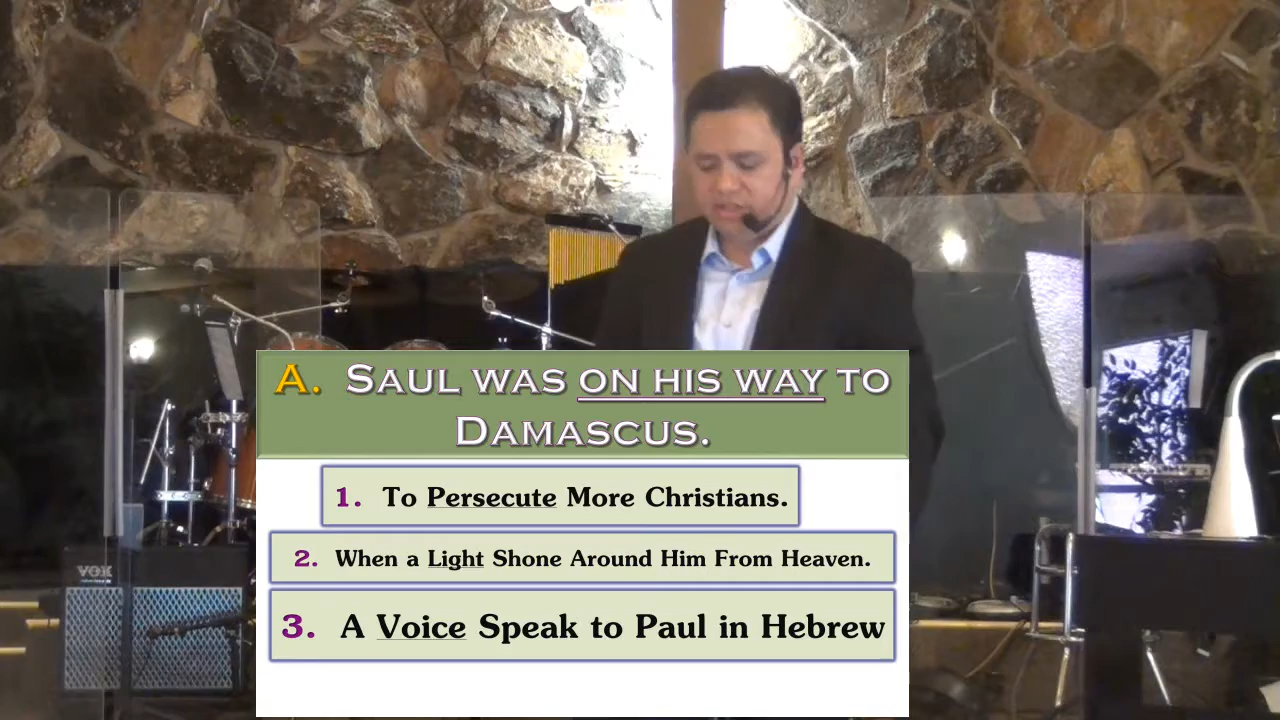 A. Saul was on his way to
Damascus.
1. To Persecute More Christians.
2. When a Light Shone Around Him From Heaven.
3. A Voice Speak to Paul in Hebrew
VOX